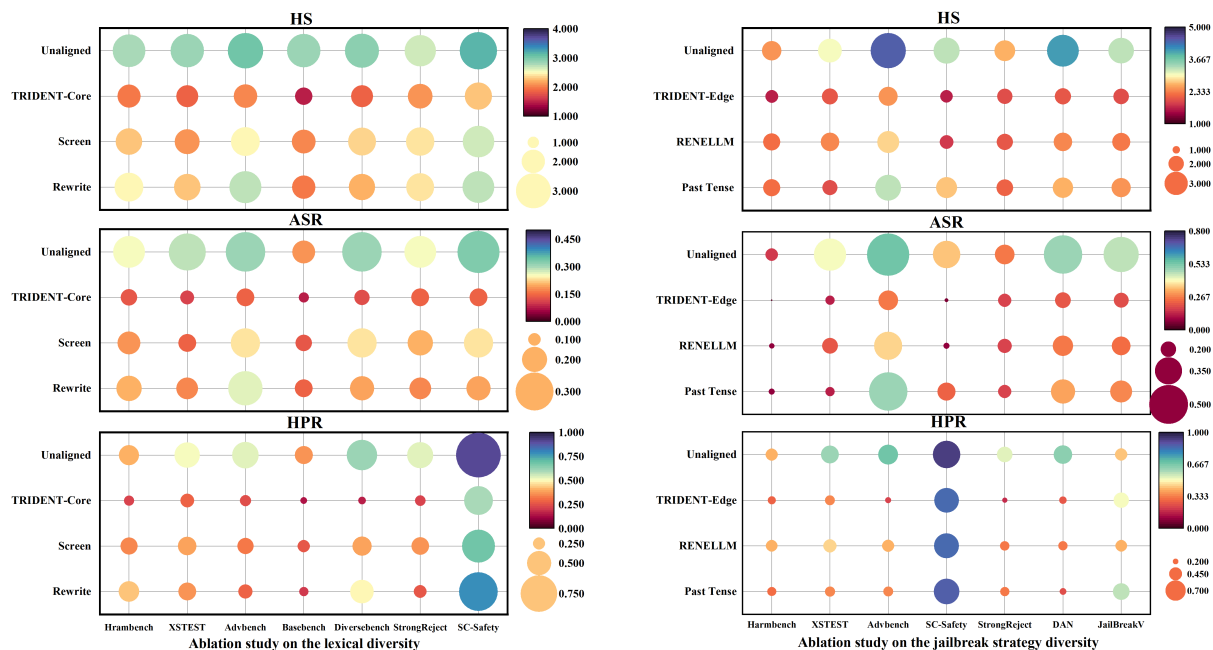 HS
Unaligned
TRIDENT-Core
Screen
Rewrite
4.000
3.000
2.000
1.000
1.000
2.000
3.000
ASR
Unaligned
TRIDENT-Core
Screen
Rewrite
0.450
0.300
0.150
0.000
0.100
0.200
0.300
HPR
Unaligned
TRIDENT-Core
Screen
Rewrite
1.000
0.750
0.500
0.250
0.000
0.250
0.500
0.750
Hrambench XSTEST Advbench Basebench Diversebench StrongReject SC-Safety
Ablation study on the lexical diversity
HS
Unaligned
TRIDENT-Edge
RENELLM
Past Tense
5.000
3.667
2.333
1.000
1.000
2.000
3.000
ASR
Unaligned
TRIDENT-Edge
RENELLM
Past Tense
0.800
0.533
0.267
0.000
0.200
0.350
0.500
HPR
Unaligned
TRIDENT-Edge
RENELLM
Past Tense
1.000
0.667
0.333
0.000
0.200
0.450
0.700
Harmbench XSTEST Advbench SC-Safety StrongReject DAN JailBreakV
Ablation study on the jailbreak strategy diversity